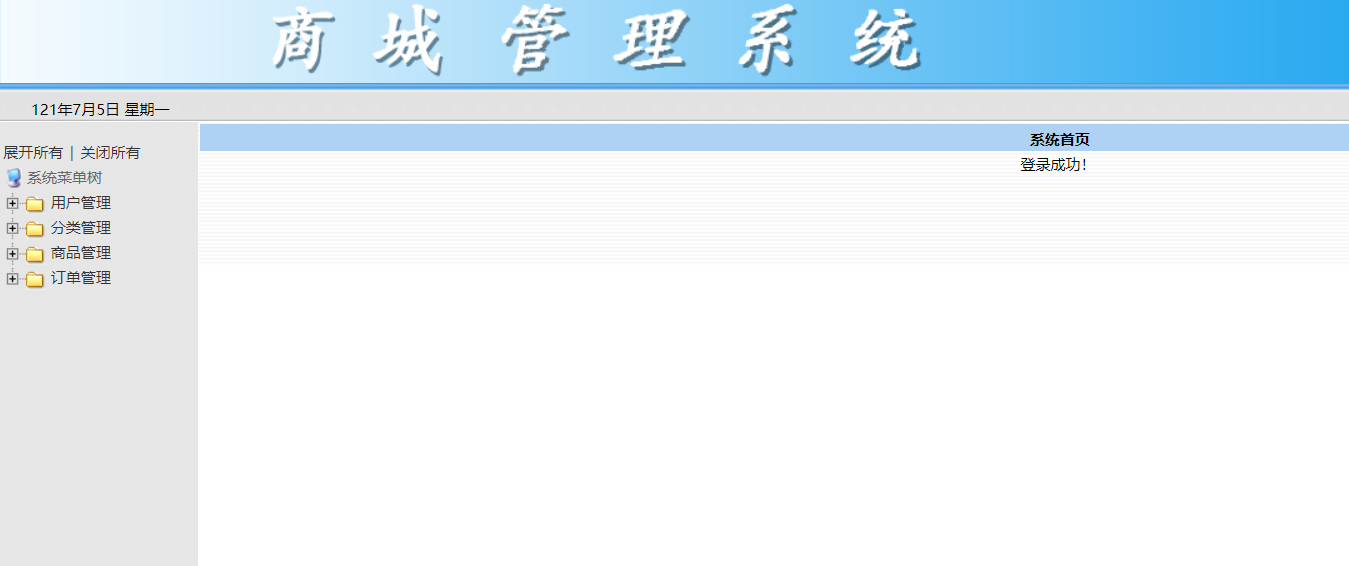 商城管理系统
121年7月5日 星期一
展开所有 | 关闭所有
系统菜单树
用户管理
分类管理
商品管理
订单管理
系统首页
登录成功!